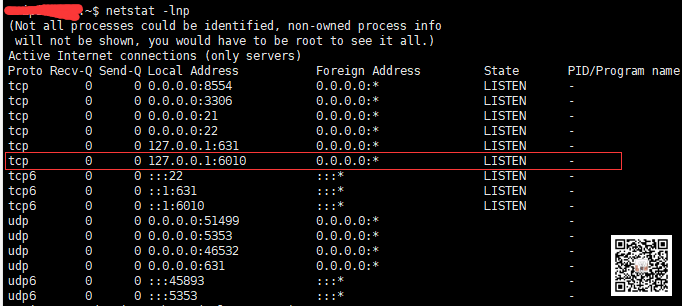 :~$ netstat -lnp
(Not all processes could be identified, non-owned process info
will not be shown, you would have to be root to see it all.)
Active Internet connections (only servers)
Proto Recv-Q Send-Q Local Address Foreign Address State PID/Program name
tcp 0 0 0.0.0.0:8554 0.0.0.0:* LISTEN -
tcp 0 0 0.0.0.0:3306 0.0.0.0:* LISTEN -
tcp 0 0 0.0.0.0:21 0.0.0.0:* LISTEN -
tcp 0 0 0.0.0.0:22 0.0.0.0:* LISTEN -
tcp 0 0 127.0.0.1:631 0.0.0.0:* LISTEN -
tcp 0 0 127.0.0.1:6010 0.0.0.0:* LISTEN -
tcp6 0 0 :::22 :::* LISTEN -
tcp6 0 0 ::1:631 :::* LISTEN -
tcp6 0 0 ::1:6010 :::* LISTEN -
udp 0 0 0.0.0.0:51499 0.0.0.0:* -
udp 0 0 0.0.0.0:5353 0.0.0.0:* -
udp 0 0 0.0.0.0:46532 0.0.0.0:* -
udp 0 0 0.0.0.0:631 0.0.0.0:* -
udp6 0 0 :::45893 :::* -
udp6 0 0 :::5353 :::* -